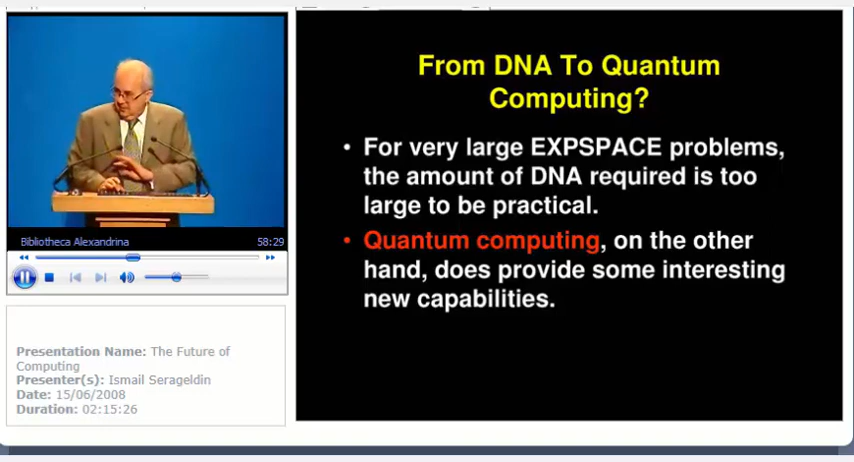 From DNA To Quantum
Computing?
• For very large EXPSPACE problems,
the amount of DNA required is too
large to be practical.
• Quantum computing, on the other
hand, does provide some interesting
new capabilities.
Bibliotheca Alexandrina 58:29
Presentation Name: The Future of
Computing
Presenter(s): Ismail Serageldin
Date: 15/06/2008
Duration: 02:15:26